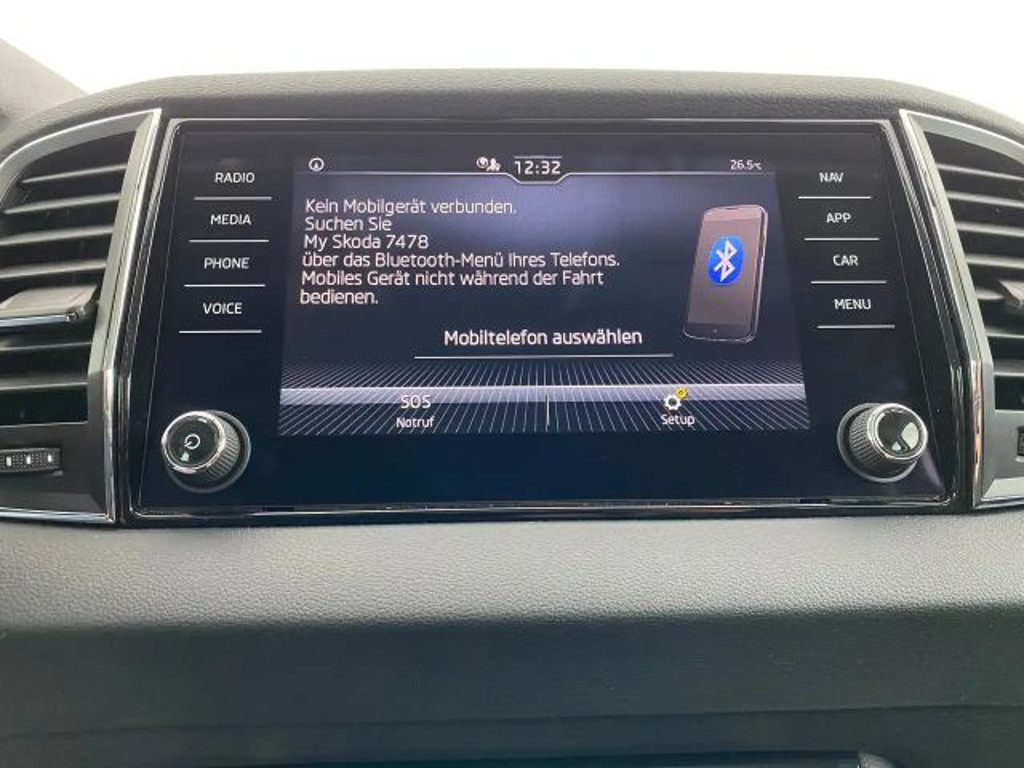 12:32
26.5°C
RADIO
MEDIA
PHONE
VOICE
Kein Mobilgerät verbunden.
Suchen Sie
My Skoda 7478
über das Bluetooth-Menü Ihres Telefons.
Mobiles Gerät nicht während der Fahrt
bedienen.
Mobiltelefon auswählen
SOS
Notruf
Setup
NAV
APP
CAR
MENU